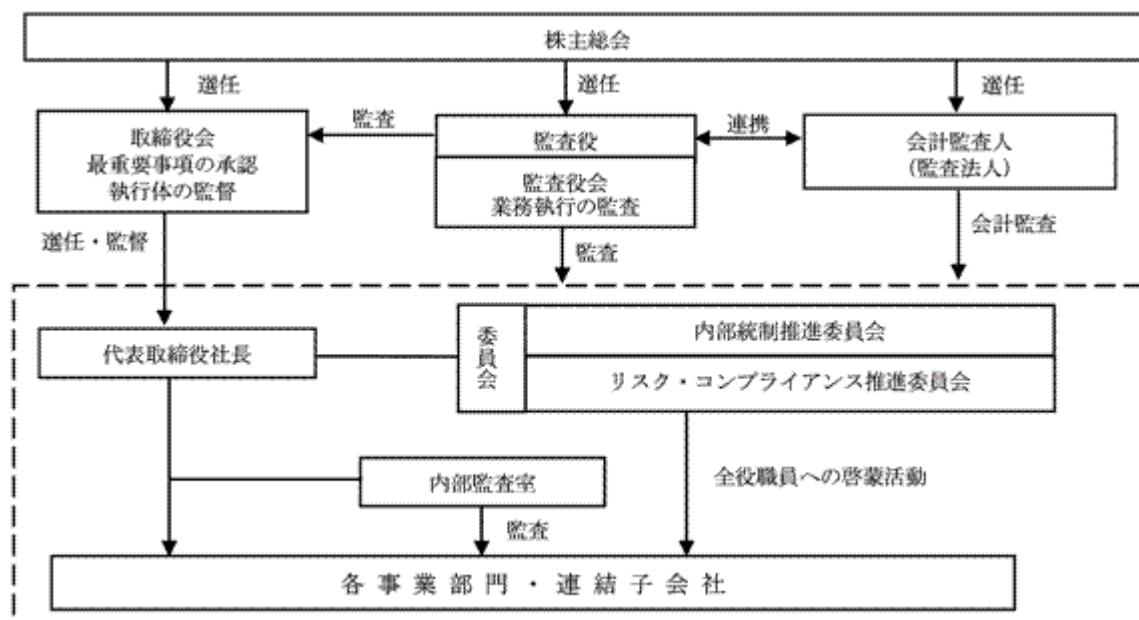 株主総会
選任
選任
選任
取締役会
最重要事項の承認
執行体の監督
監査
監査役
監査役会
業務執行の監査
連携
会計監査人
(監査法人)
選任・監督
監査
会計監査
代表取締役社長
委員会
内部統制推進委員会
リスク・コンプライアンス推進委員会
内部監査室
全役職員への啓蒙活動
監査
各事業部門・連結子会社